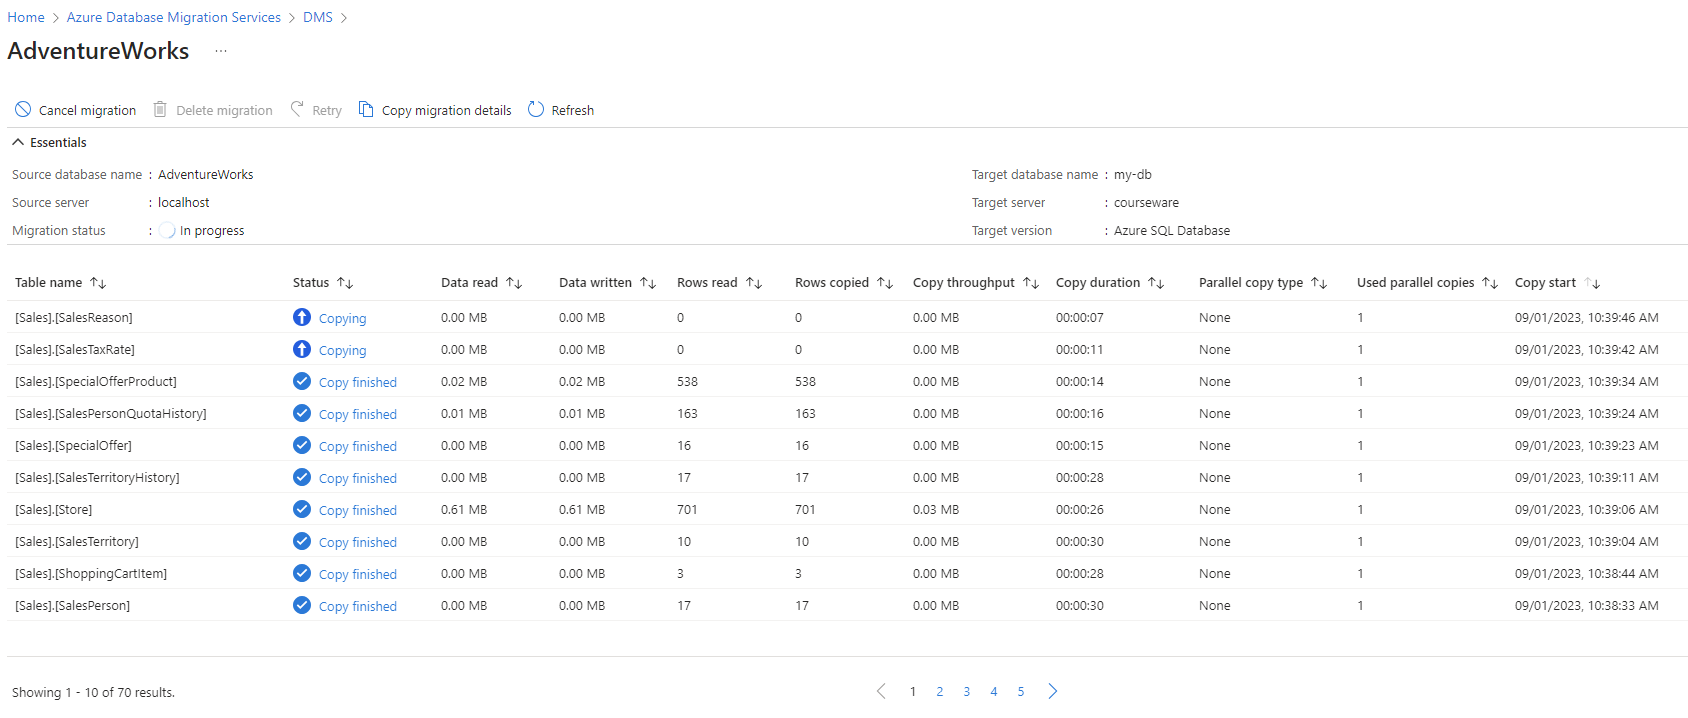 Home > Azure Database Migration Services > DMS >
AdventureWorks ...
Cancel migration Delete migration Retry Copy migration details Refresh
Essentials
Source database name : AdventureWorks Target database name : my-db
Source server : localhost Target server : courseware
Migration status : In progress Target version : Azure SQL Database
Table name ↑↓ Status ↑↓ Data read ↑↓ Data written ↑↓ Rows read ↑↓ Rows copied ↑↓ Copy throughput ↑↓ Copy duration ↑↓ Parallel copy type ↑↓ Used parallel copies ↑↓ Copy start ↑↓
[Sales].[SalesReason] Copying 0.00 MB 0.00 MB 0 0 0.00 MB 00:00:07 None 1 09/01/2023, 10:39:46 AM
[Sales].[SalesTaxRate] Copying 0.00 MB 0.00 MB 0 0 0.00 MB 00:00:11 None 1 09/01/2023, 10:39:42 AM
[Sales].[SpecialOfferProduct] Copy finished 0.02 MB 0.02 MB 538 538 0.00 MB 00:00:14 None 1 09/01/2023, 10:39:34 AM
[Sales].[SalesPersonQuotaHistory] Copy finished 0.01 MB 0.01 MB 163 163 0.00 MB 00:00:16 None 1 09/01/2023, 10:39:24 AM
[Sales].[SpecialOffer] Copy finished 0.00 MB 0.00 MB 16 16 0.00 MB 00:00:15 None 1 09/01/2023, 10:39:23 AM
[Sales].[SalesTerritoryHistory] Copy finished 0.00 MB 0.00 MB 17 17 0.00 MB 00:00:28 None 1 09/01/2023, 10:39:11 AM
[Sales].[Store] Copy finished 0.61 MB 0.61 MB 701 701 0.03 MB 00:00:26 None 1 09/01/2023, 10:39:06 AM
[Sales].[SalesTerritory] Copy finished 0.00 MB 0.00 MB 10 10 0.00 MB 00:00:30 None 1 09/01/2023, 10:39:04 AM
[Sales].[ShoppingCartItem] Copy finished 0.00 MB 0.00 MB 3 3 0.00 MB 00:00:28 None 1 09/01/2023, 10:38:44 AM
[Sales].[SalesPerson] Copy finished 0.00 MB 0.00 MB 17 17 0.00 MB 00:00:30 None 1 09/01/2023, 10:38:33 AM
Showing 1 - 10 of 70 results. < 1 2 3 4 5 >